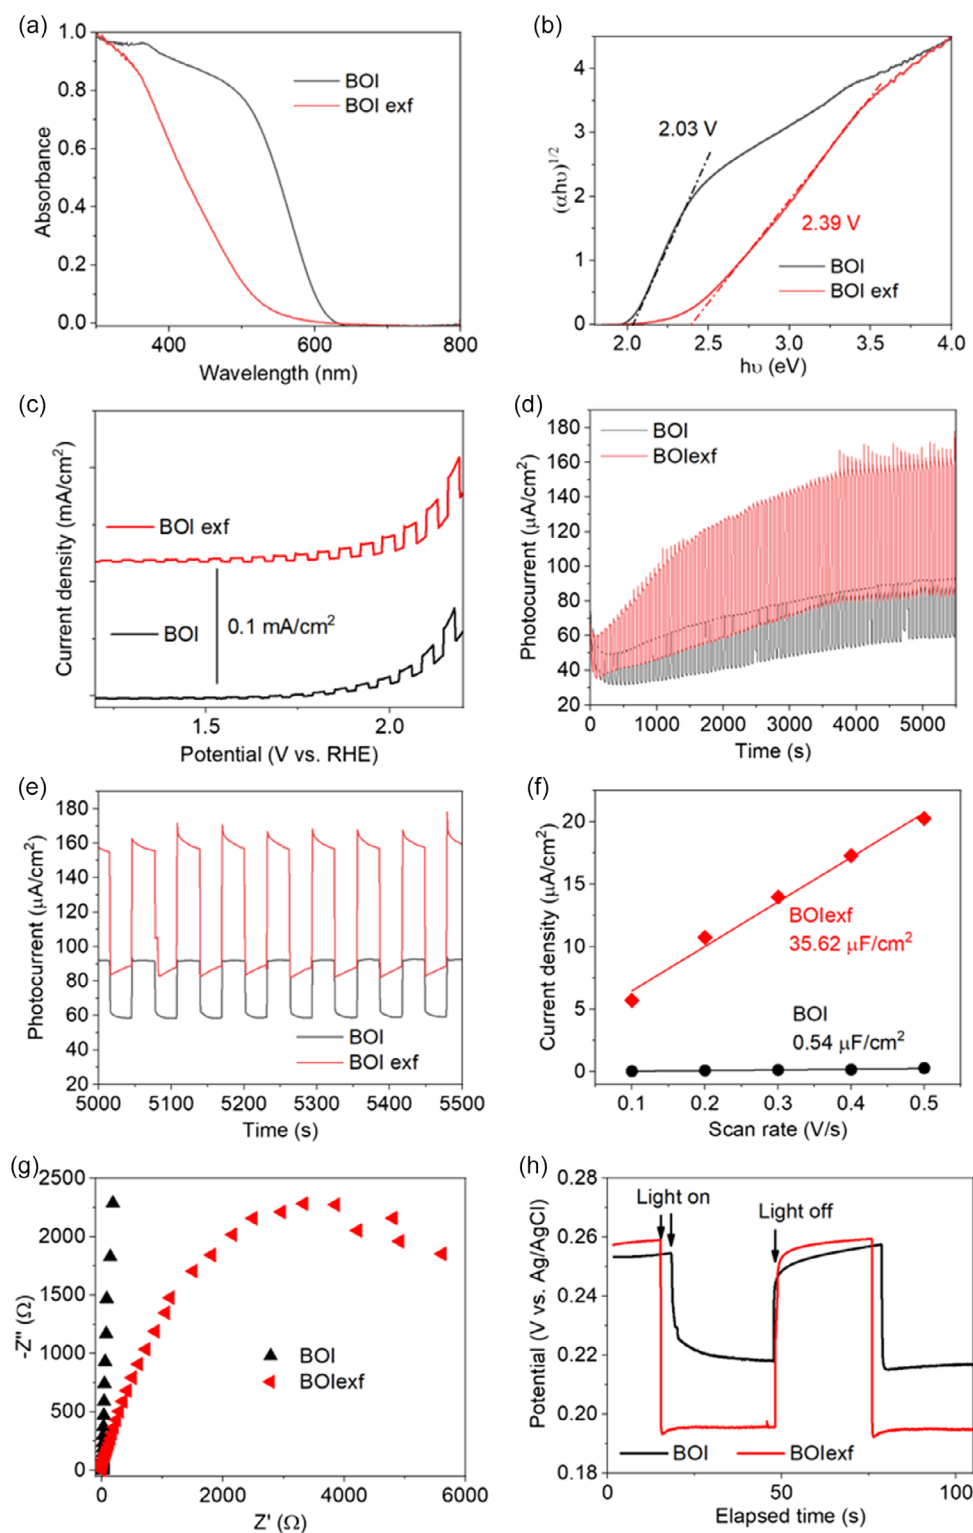 (a)
1.0
0.8
0.6
0.4
0.2
0.0
Absorbance
BOI
BOI exf
400
600
800
Wavelength (nm)
(b)
4
2
0
(αhυ)1/2
2.03 V
2.39 V
BOI
BOI exf
2.0
2.5
3.0
3.5
4.0
hυ (eV)
(c)
Current density (mA/cm2)
BOI exf
BOI
0.1 mA/cm2
1.5
2.0
Potential (V vs. RHE)
(d)
180
160
140
120
100
80
60
40
20
Photocurrent (μA/cm2)
BOI
BOIexf
0
1000
2000
3000
4000
5000
Time (s)
(e)
180
160
140
120
100
80
60
40
20
Photocurrent (μA/cm2)
BOI
BOI exf
5000
5100
5200
5300
5400
5500
Time (s)
(f)
20
15
10
5
0
Current density (μA/cm2)
BOIexf
35.62 μF/cm2
BOI
0.54 μF/cm2
0.1
0.2
0.3
0.4
0.5
Scan rate (V/s)
(g)
2500
2000
1500
1000
500
0
-Z" (Ω)
BOI
BOIexf
0
2000
4000
6000
Z' (Ω)
(h)
0.28
0.26
0.24
0.22
0.20
0.18
Potential (V vs. Ag/AgCl)
Light on
Light off
BOI
BOIexf
0
50
100
Elapsed time (s)